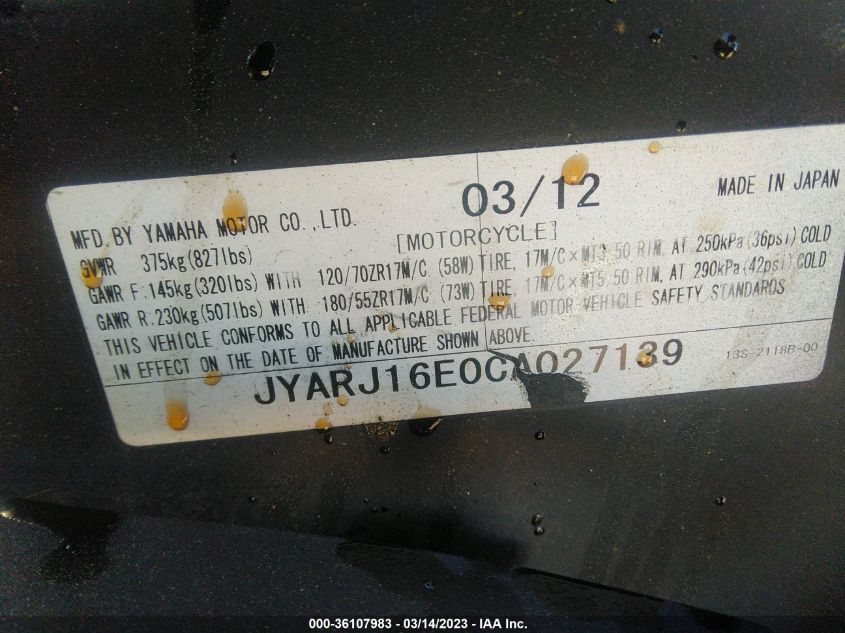 MFD.BY YAMAHA MOTOR CO.,LTD. 03/12 MADE IN JAPAN
[MOTORCYCLE]
GVWR 375kg(827lbs)
GAWR F:145kg(320lbs) WITH 120/70ZR17M/C (58W) TIRE, 17M/C×MT3.50 RIM, AT 250kPa(36psi) COLD
GAWR R:230kg(507lbs) WITH 180/55ZR17M/C (73W) TIRE, 17M/C×MT5.50 RIM, AT 290kPa(42psi) COLD
THIS VEHICLE CONFORMS TO ALL APPLICABLE FEDERAL MOTOR VEHICLE SAFETY STANDARDS
IN EFFECT ON THE DATE OF MANUFACTURE SHOWN ABOVE.
JYARJ16E0CA027139 13S-2118B-00
000-36107983 - 03/14/2023 - IAA Inc.